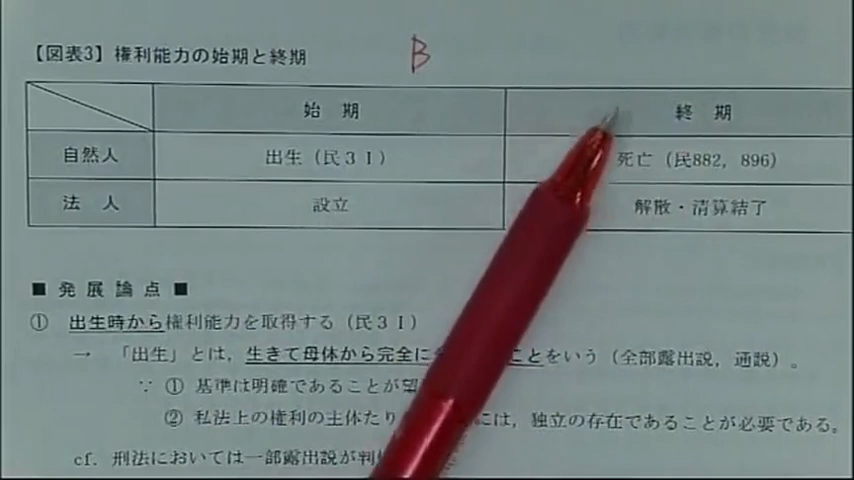 【図表3】権利能力の始期と終期
B
始 期 終 期
自然人 出生（民3Ⅰ） 死亡（民882，896）
法 人 設立 解散・清算結了
■ 発 展 論 点 ■
① 出生時から権利能力を取得する（民3Ⅰ）
→ 「出生」とは，生きて母体から完全に ことをいう（全部露出説，通説）。
∵ ① 基準は明確であることが望
② 私法上の権利の主体たり には，独立の存在であることが必要である。
cf. 刑法においては一部露出説が判